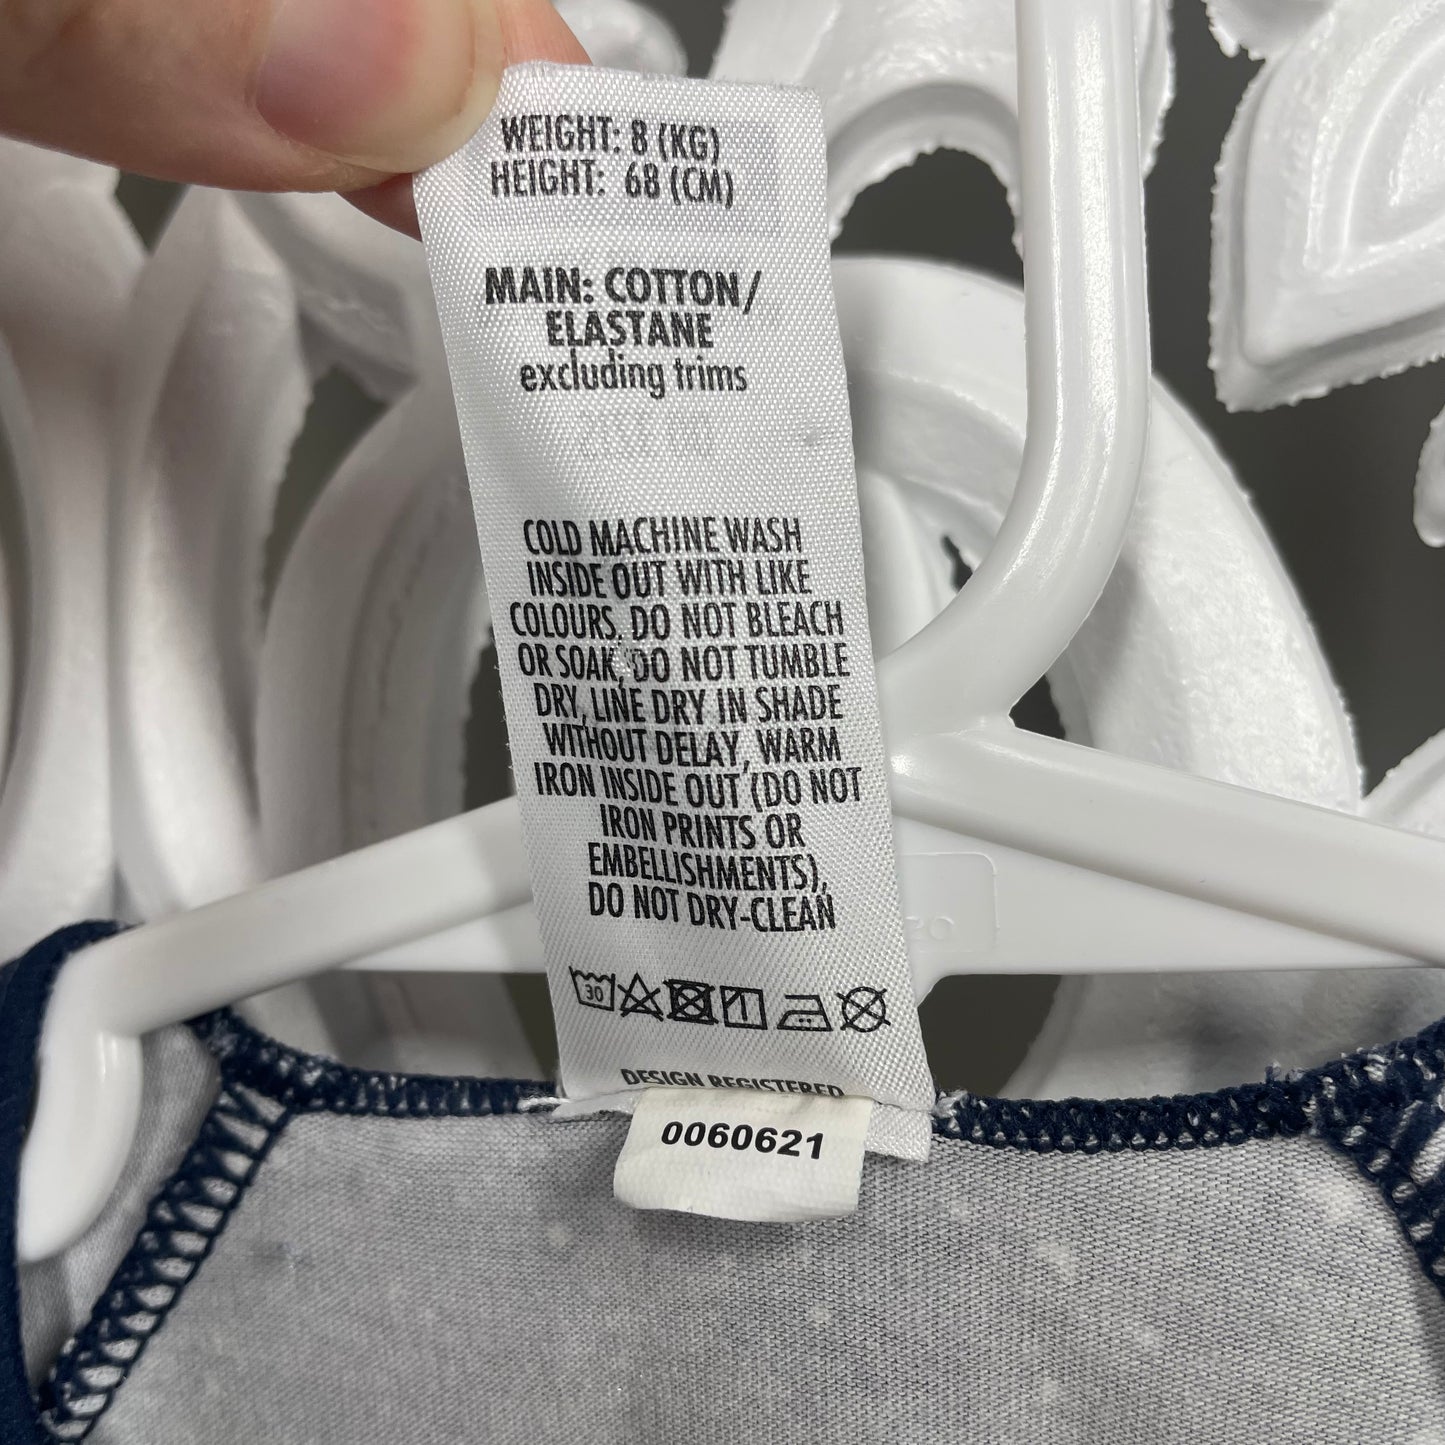 WEIGHT: 8 (KG)
HEIGHT: 68 (CM)
MAIN: COTTON/
ELASTANE
excluding trims
COLD MACHINE WASH
INSIDE OUT WITH LIKE
COLOURS, DO NOT BLEACH
OR SOAK, DO NOT TUMBLE
DRY, LINE DRY IN SHADE
WITHOUT DELAY, WARM
IRON INSIDE OUT (DO NOT
IRON PRINTS OR
EMBELLISHMENTS),
DO NOT DRY-CLEAN
30
DESIGN REGISTERED
0060621